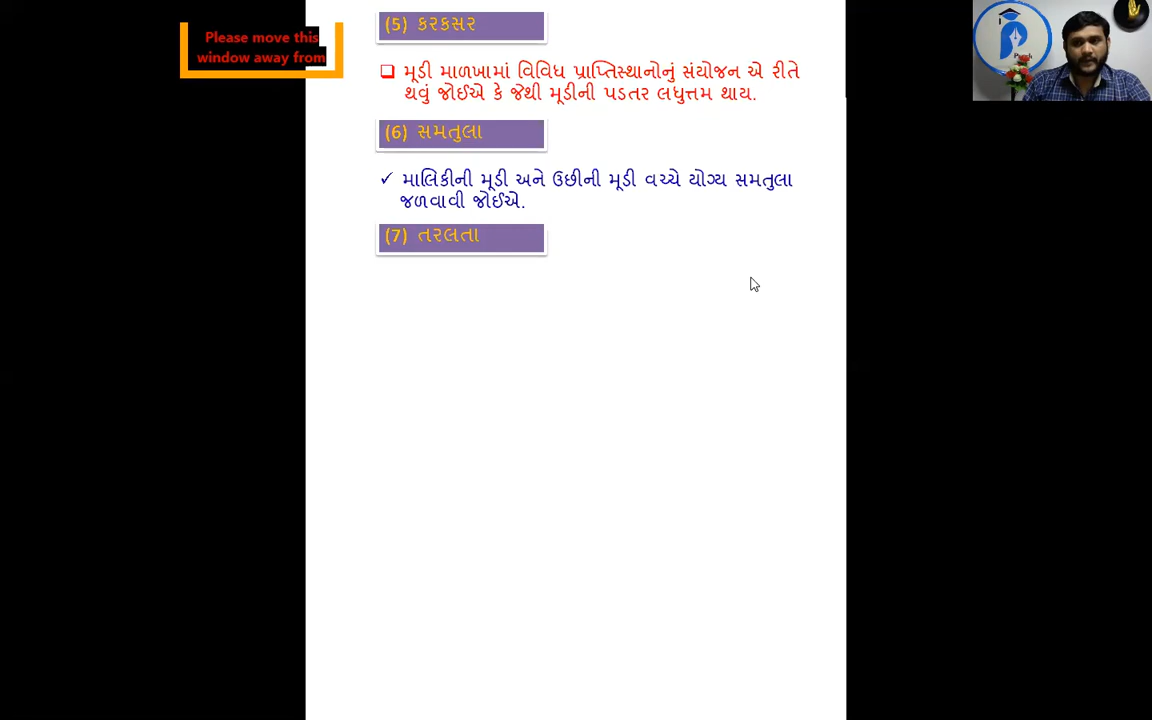 Please move this
window away from
(5) કરકસર
મૂડી માળખામાં વિવિધ પ્રાપ્તિસ્થાનોનું સંયોજન એ રીતે
થવું જોઈએ કે જેથી મૂડીની પડતર લઘુત્તમ થાય.
(6) સમતુલા
માલિકીની મૂડી અને ઉછીની મૂડી વચ્ચે યોગ્ય સમતુલા
જળવાવી જોઈએ.
(7) તરલતા